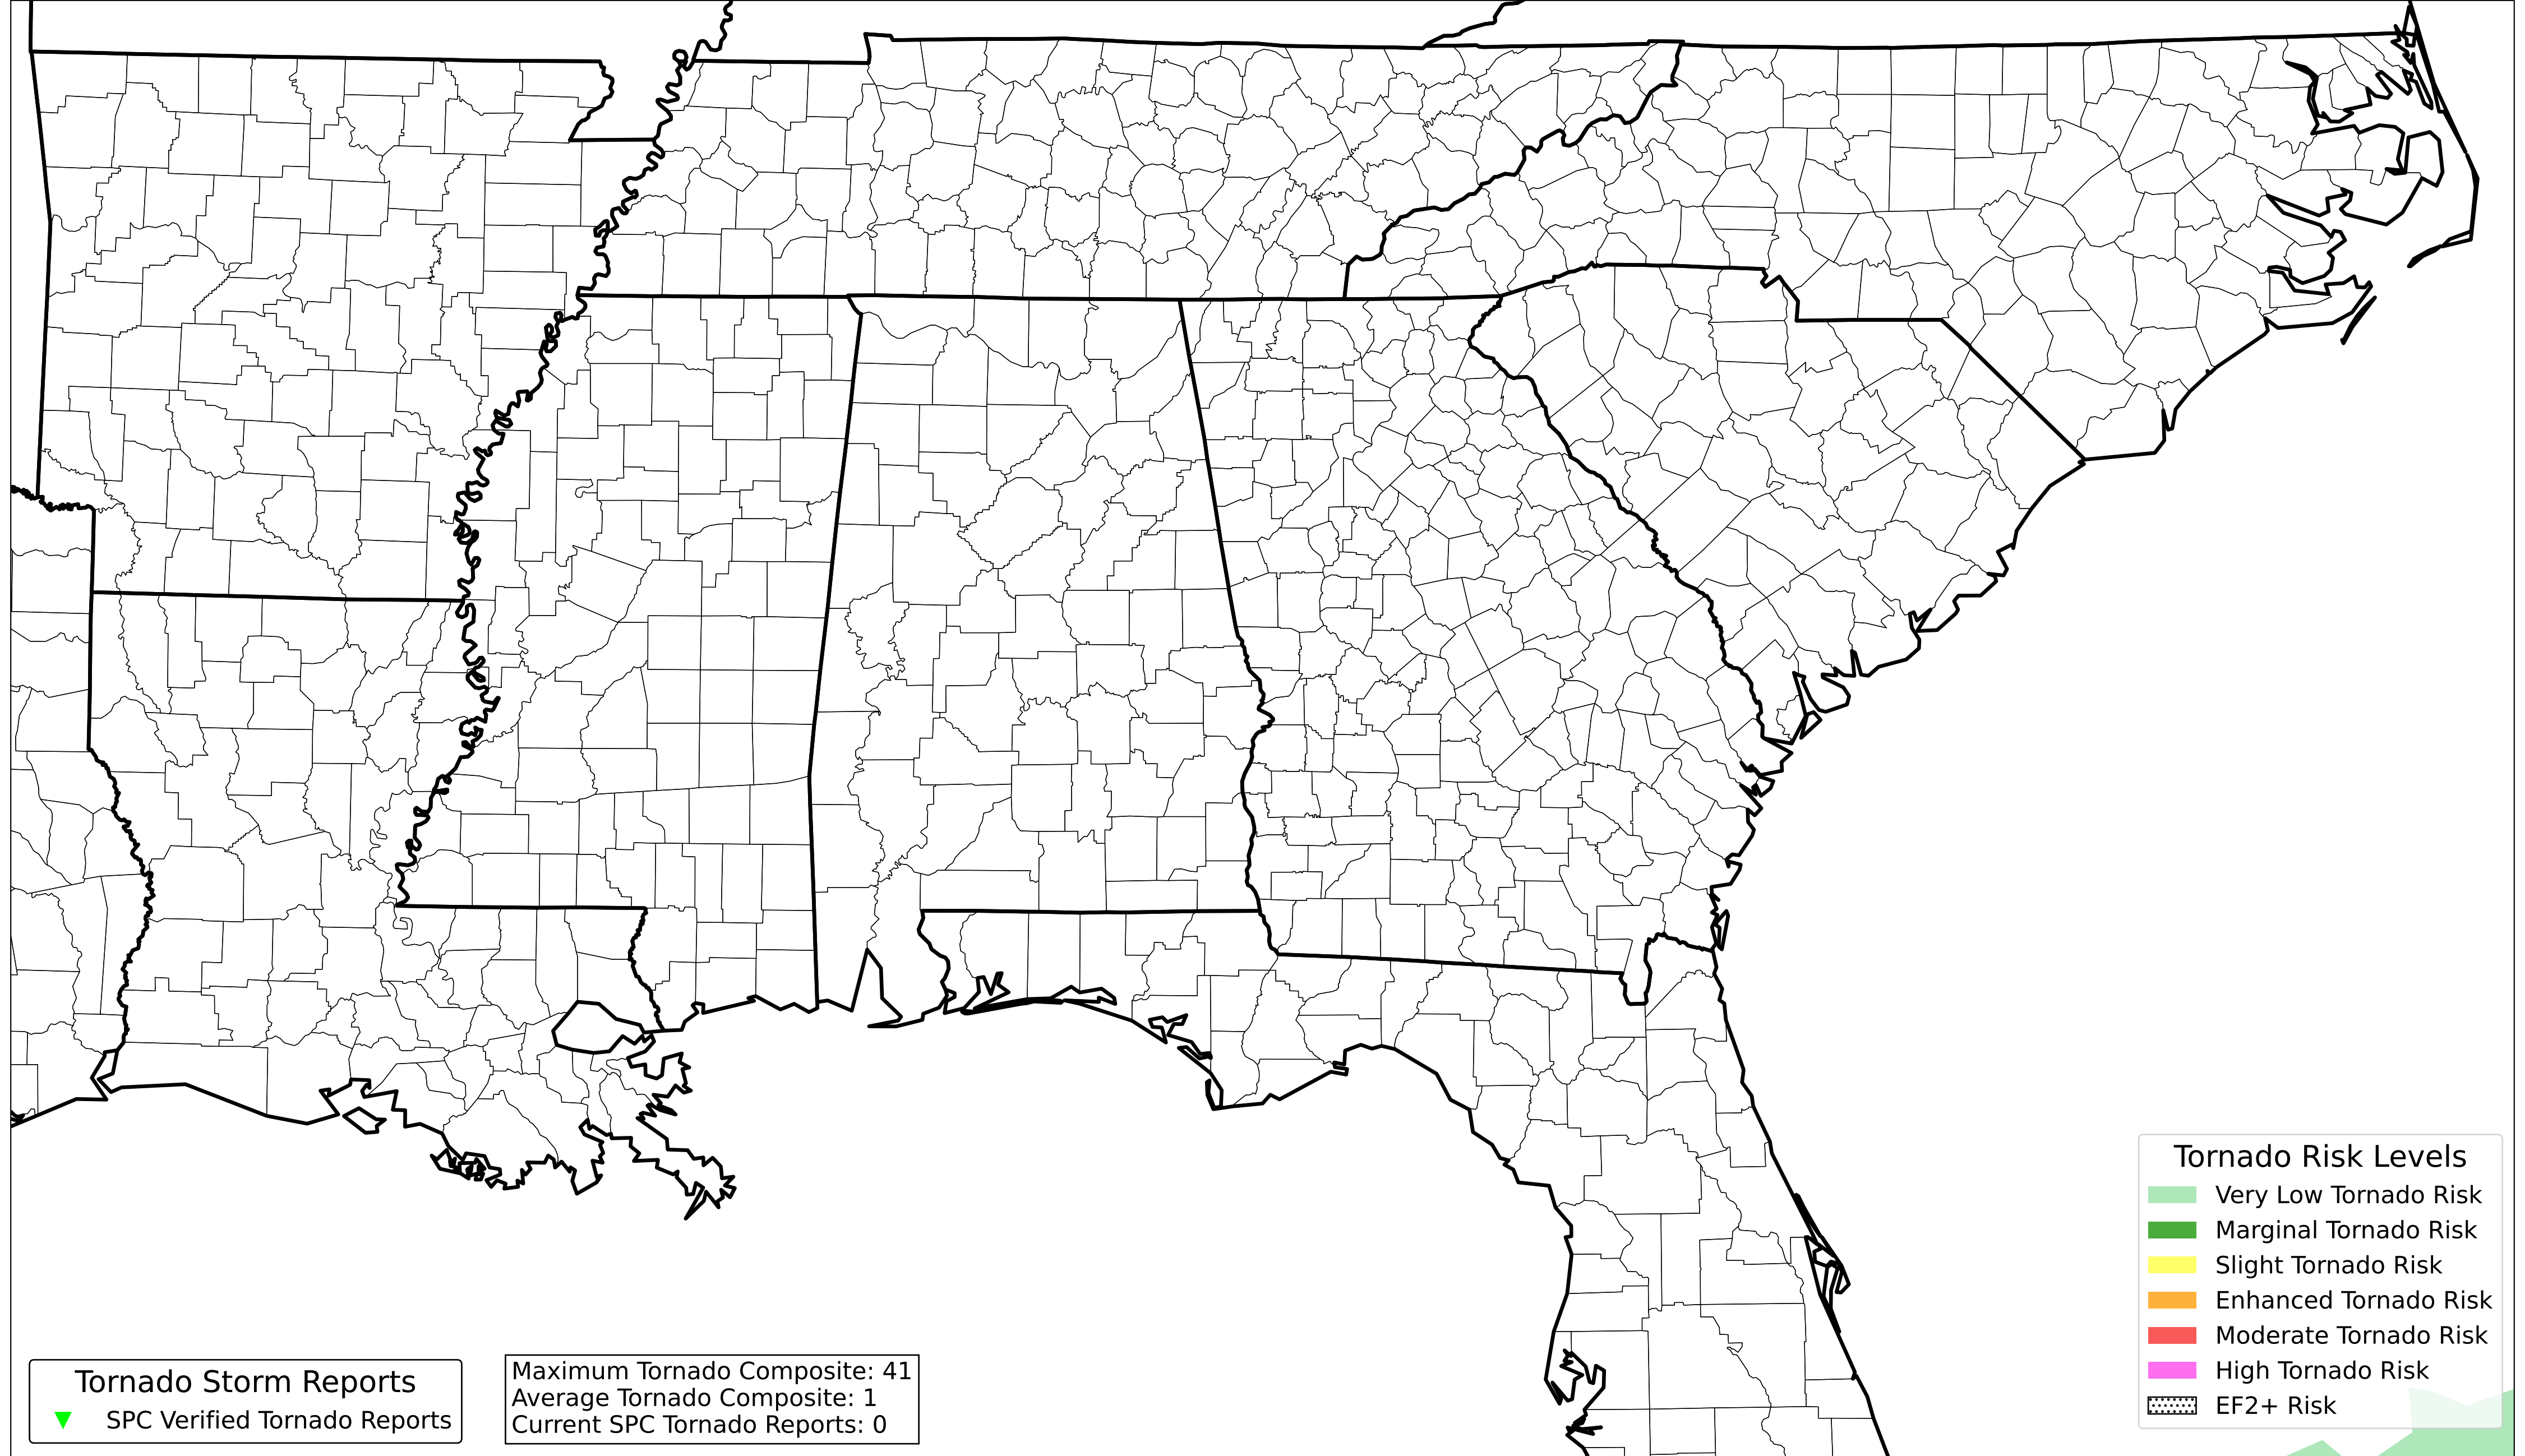 Tornado Risk Levels
Very Low Tornado Risk
Marginal Tornado Risk
Slight Tornado Risk
Enhanced Tornado Risk
Moderate Tornado Risk
High Tornado Risk
EF2+ Risk
Tornado Storm Reports
SPC Verified Tornado Reports
Maximum Tornado Composite: 41
Average Tornado Composite: 1
Current SPC Tornado Reports: 0